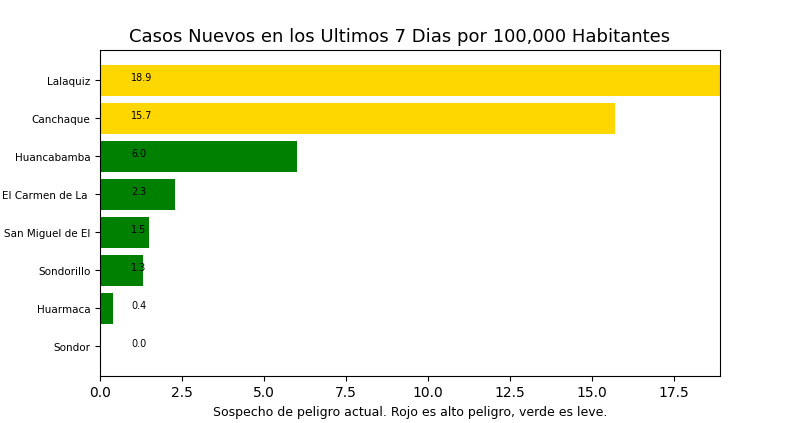 Casos Nuevos en los Ultimos 7 Dias por 100,000 Habitantes
Lalaquiz 18.9
Canchaque 15.7
Huancabamba 6.0
El Carmen de La 2.3
San Miguel de El 1.5
Sondorillo 1.3
Huarmaca 0.4
Sondor 0.0
0.0 2.5 5.0 7.5 10.0 12.5 15.0 17.5
Sospecho de peligro actual. Rojo es alto peligro, verde es leve.